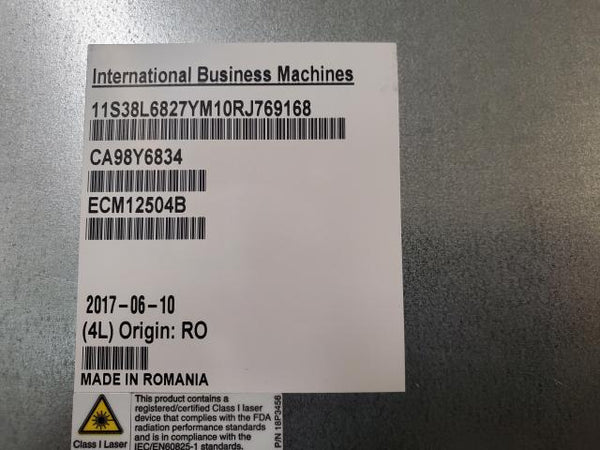 International Business Machines
11S38L6827YM10RJ769168
CA98Y6834
ECM12504B
2017-06-10
(4L) Origin: RO
MADE IN ROMANIA
Class I Laser
This product contains a
registered/certified Class I laser
device that complies with the FDA
radiation performance standards
and is in compliance with the
IEC/EN60825-1 standards.
P/N 18P3456